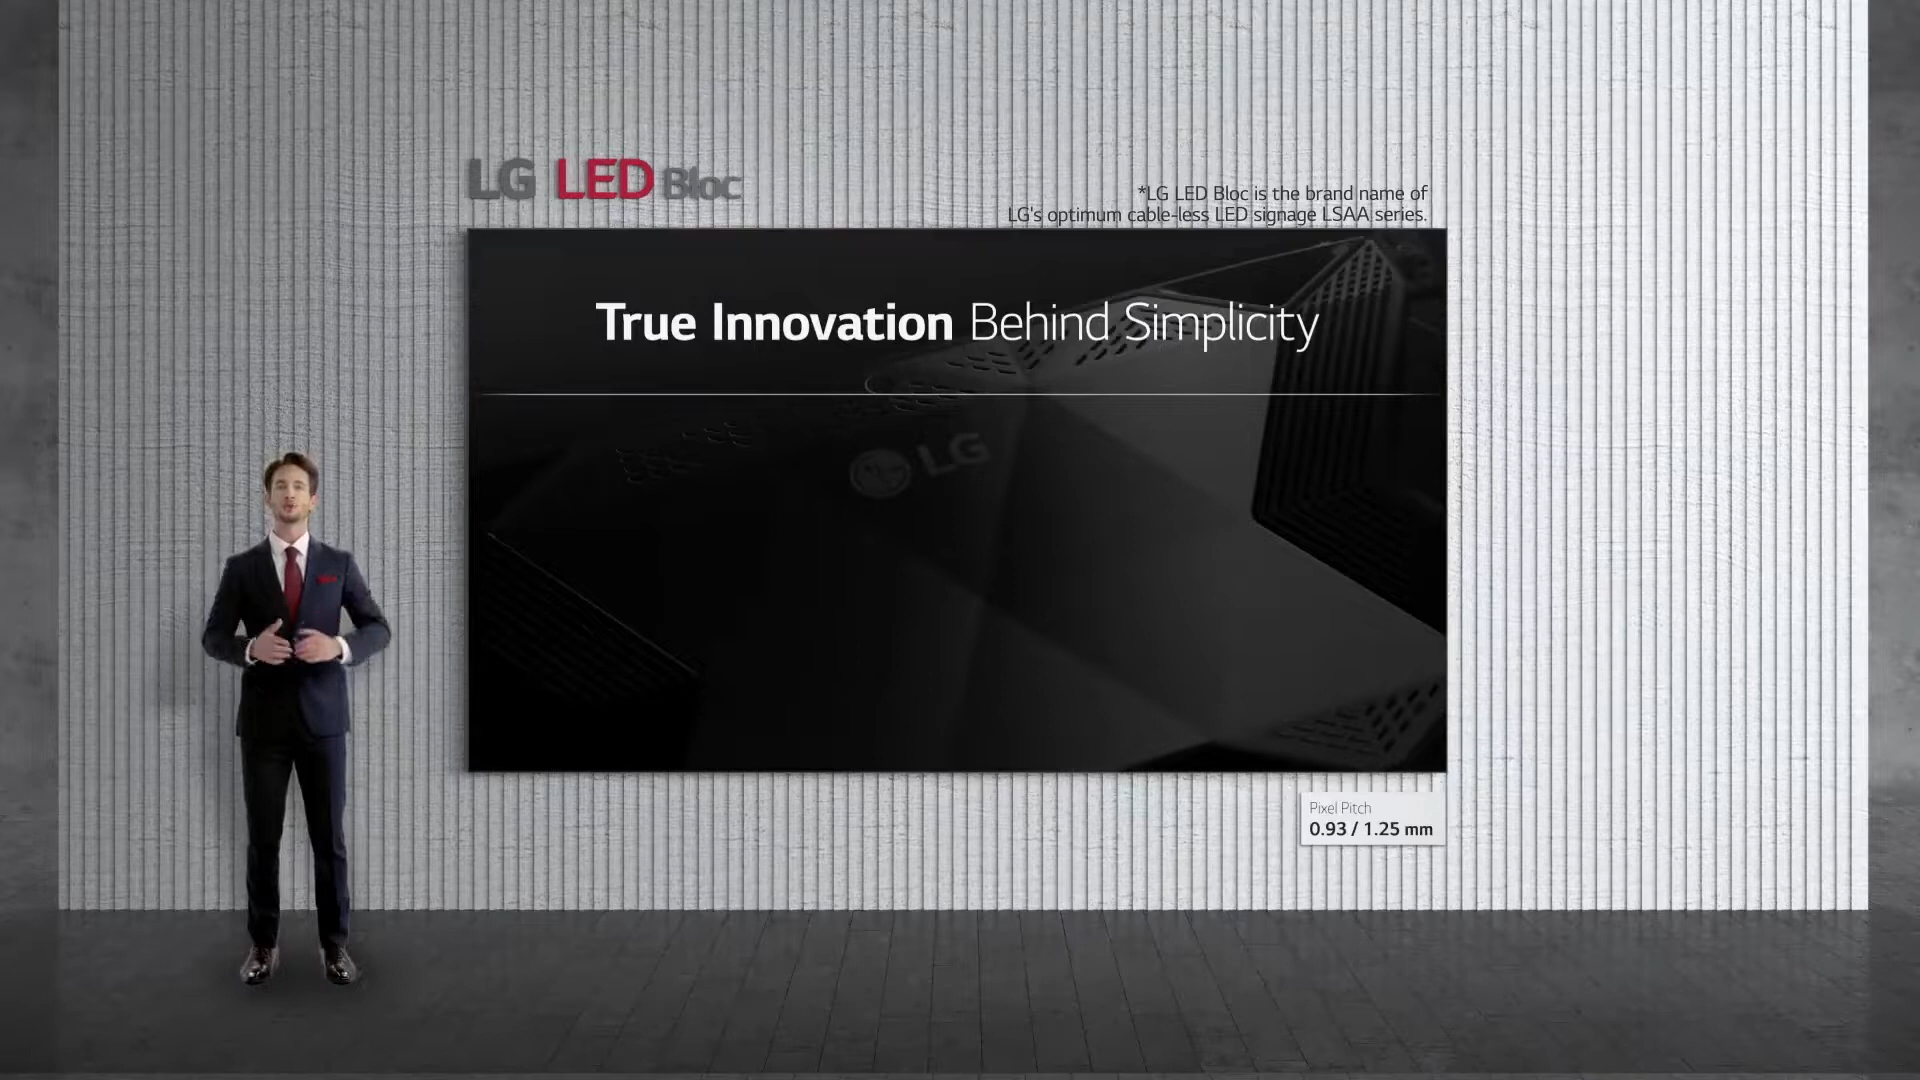 LG LED Bloc
*LG LED Bloc is the brand name of
LG's optimum cable-less LED signage LSAA series.
True Innovation Behind Simplicity
LG
Pixel Pitch
0.93 / 1.25 mm